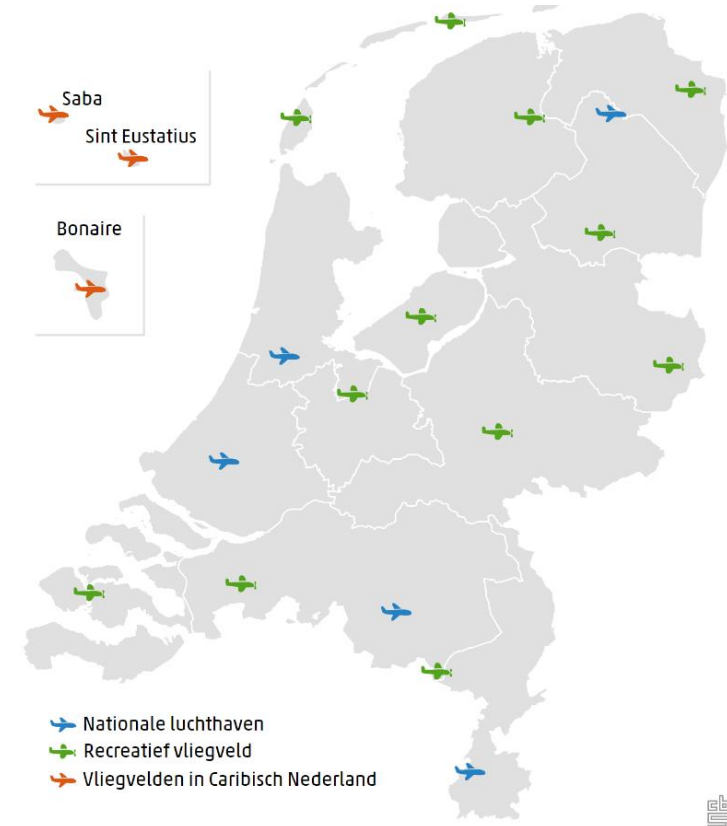 Saba
Sint Eustatius
Bonaire
Nationale luchthaven
Recreatief vliegveld
Vliegvelden in Caribisch Nederland